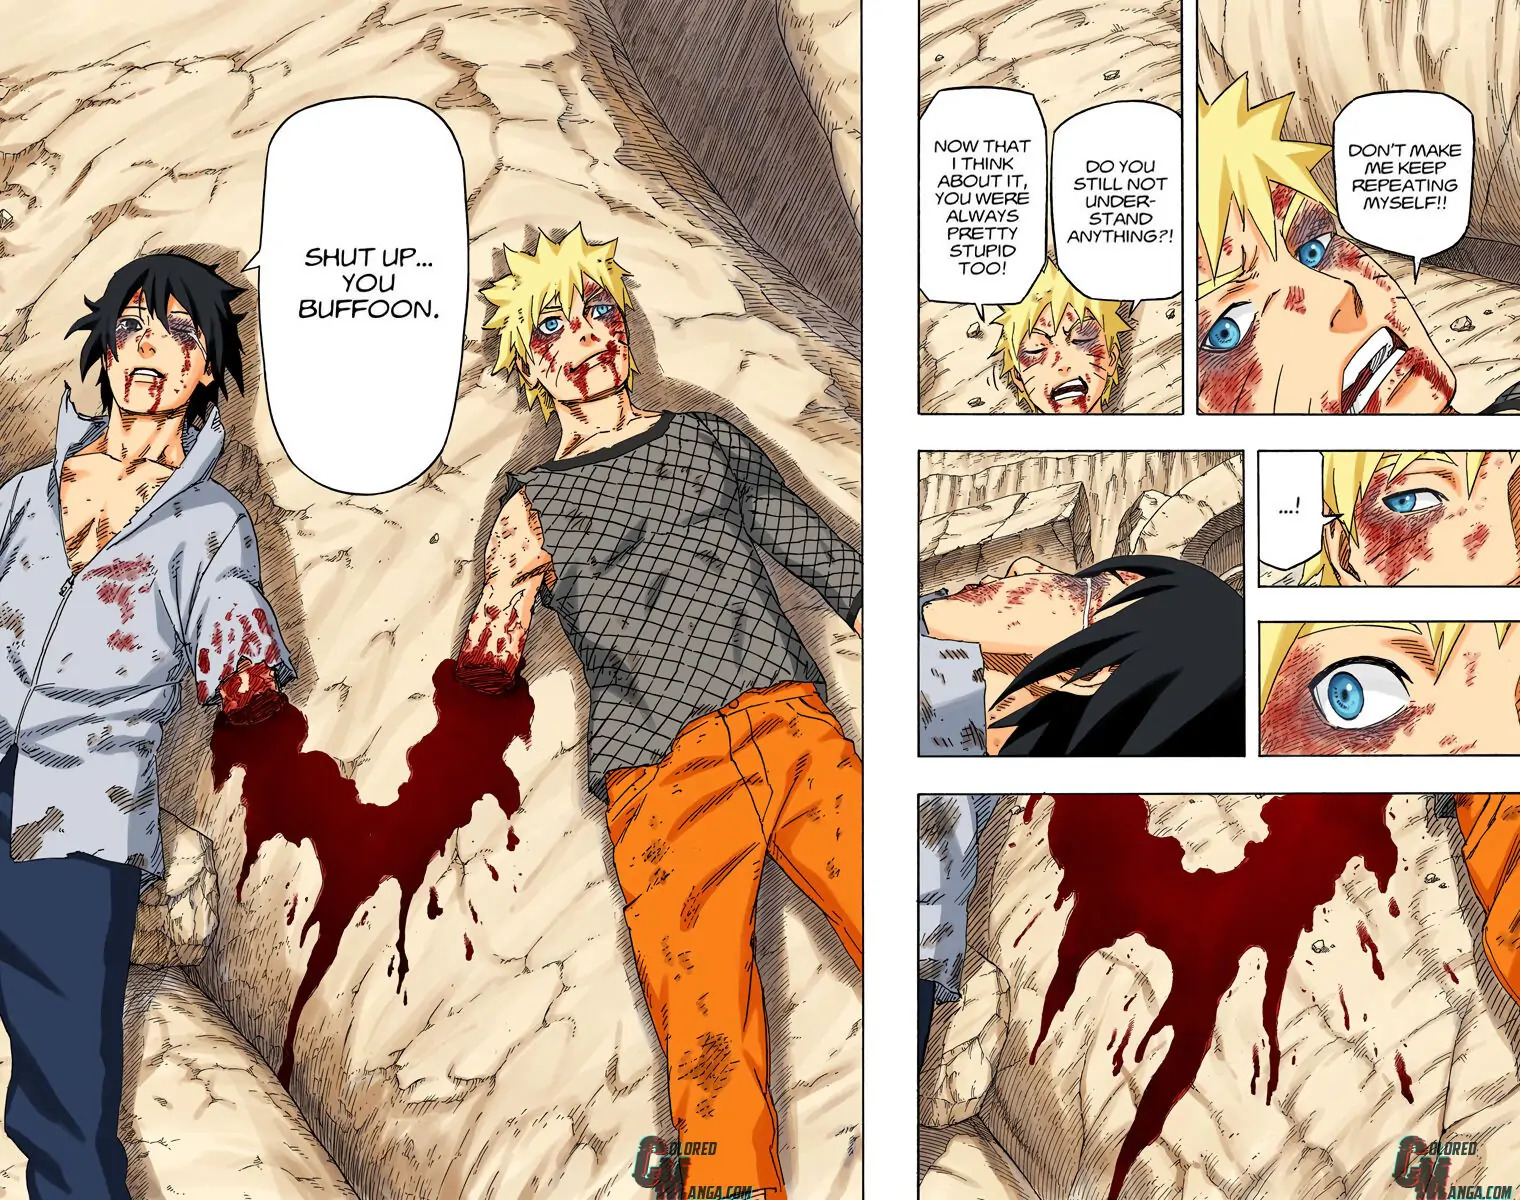 DON'T MAKE
ME KEEP
REPEATING
MYSELF!!
DO YOU
STILL NOT
UNDER-
STAND
ANYTHING?!
NOW THAT
I THINK
ABOUT IT,
YOU WERE
ALWAYS
PRETTY
STUPID
TOO!
...!
SHUT UP...
YOU
BUFFOON.
COLORED
MANGA.COM
COLORED
MANGA.COM